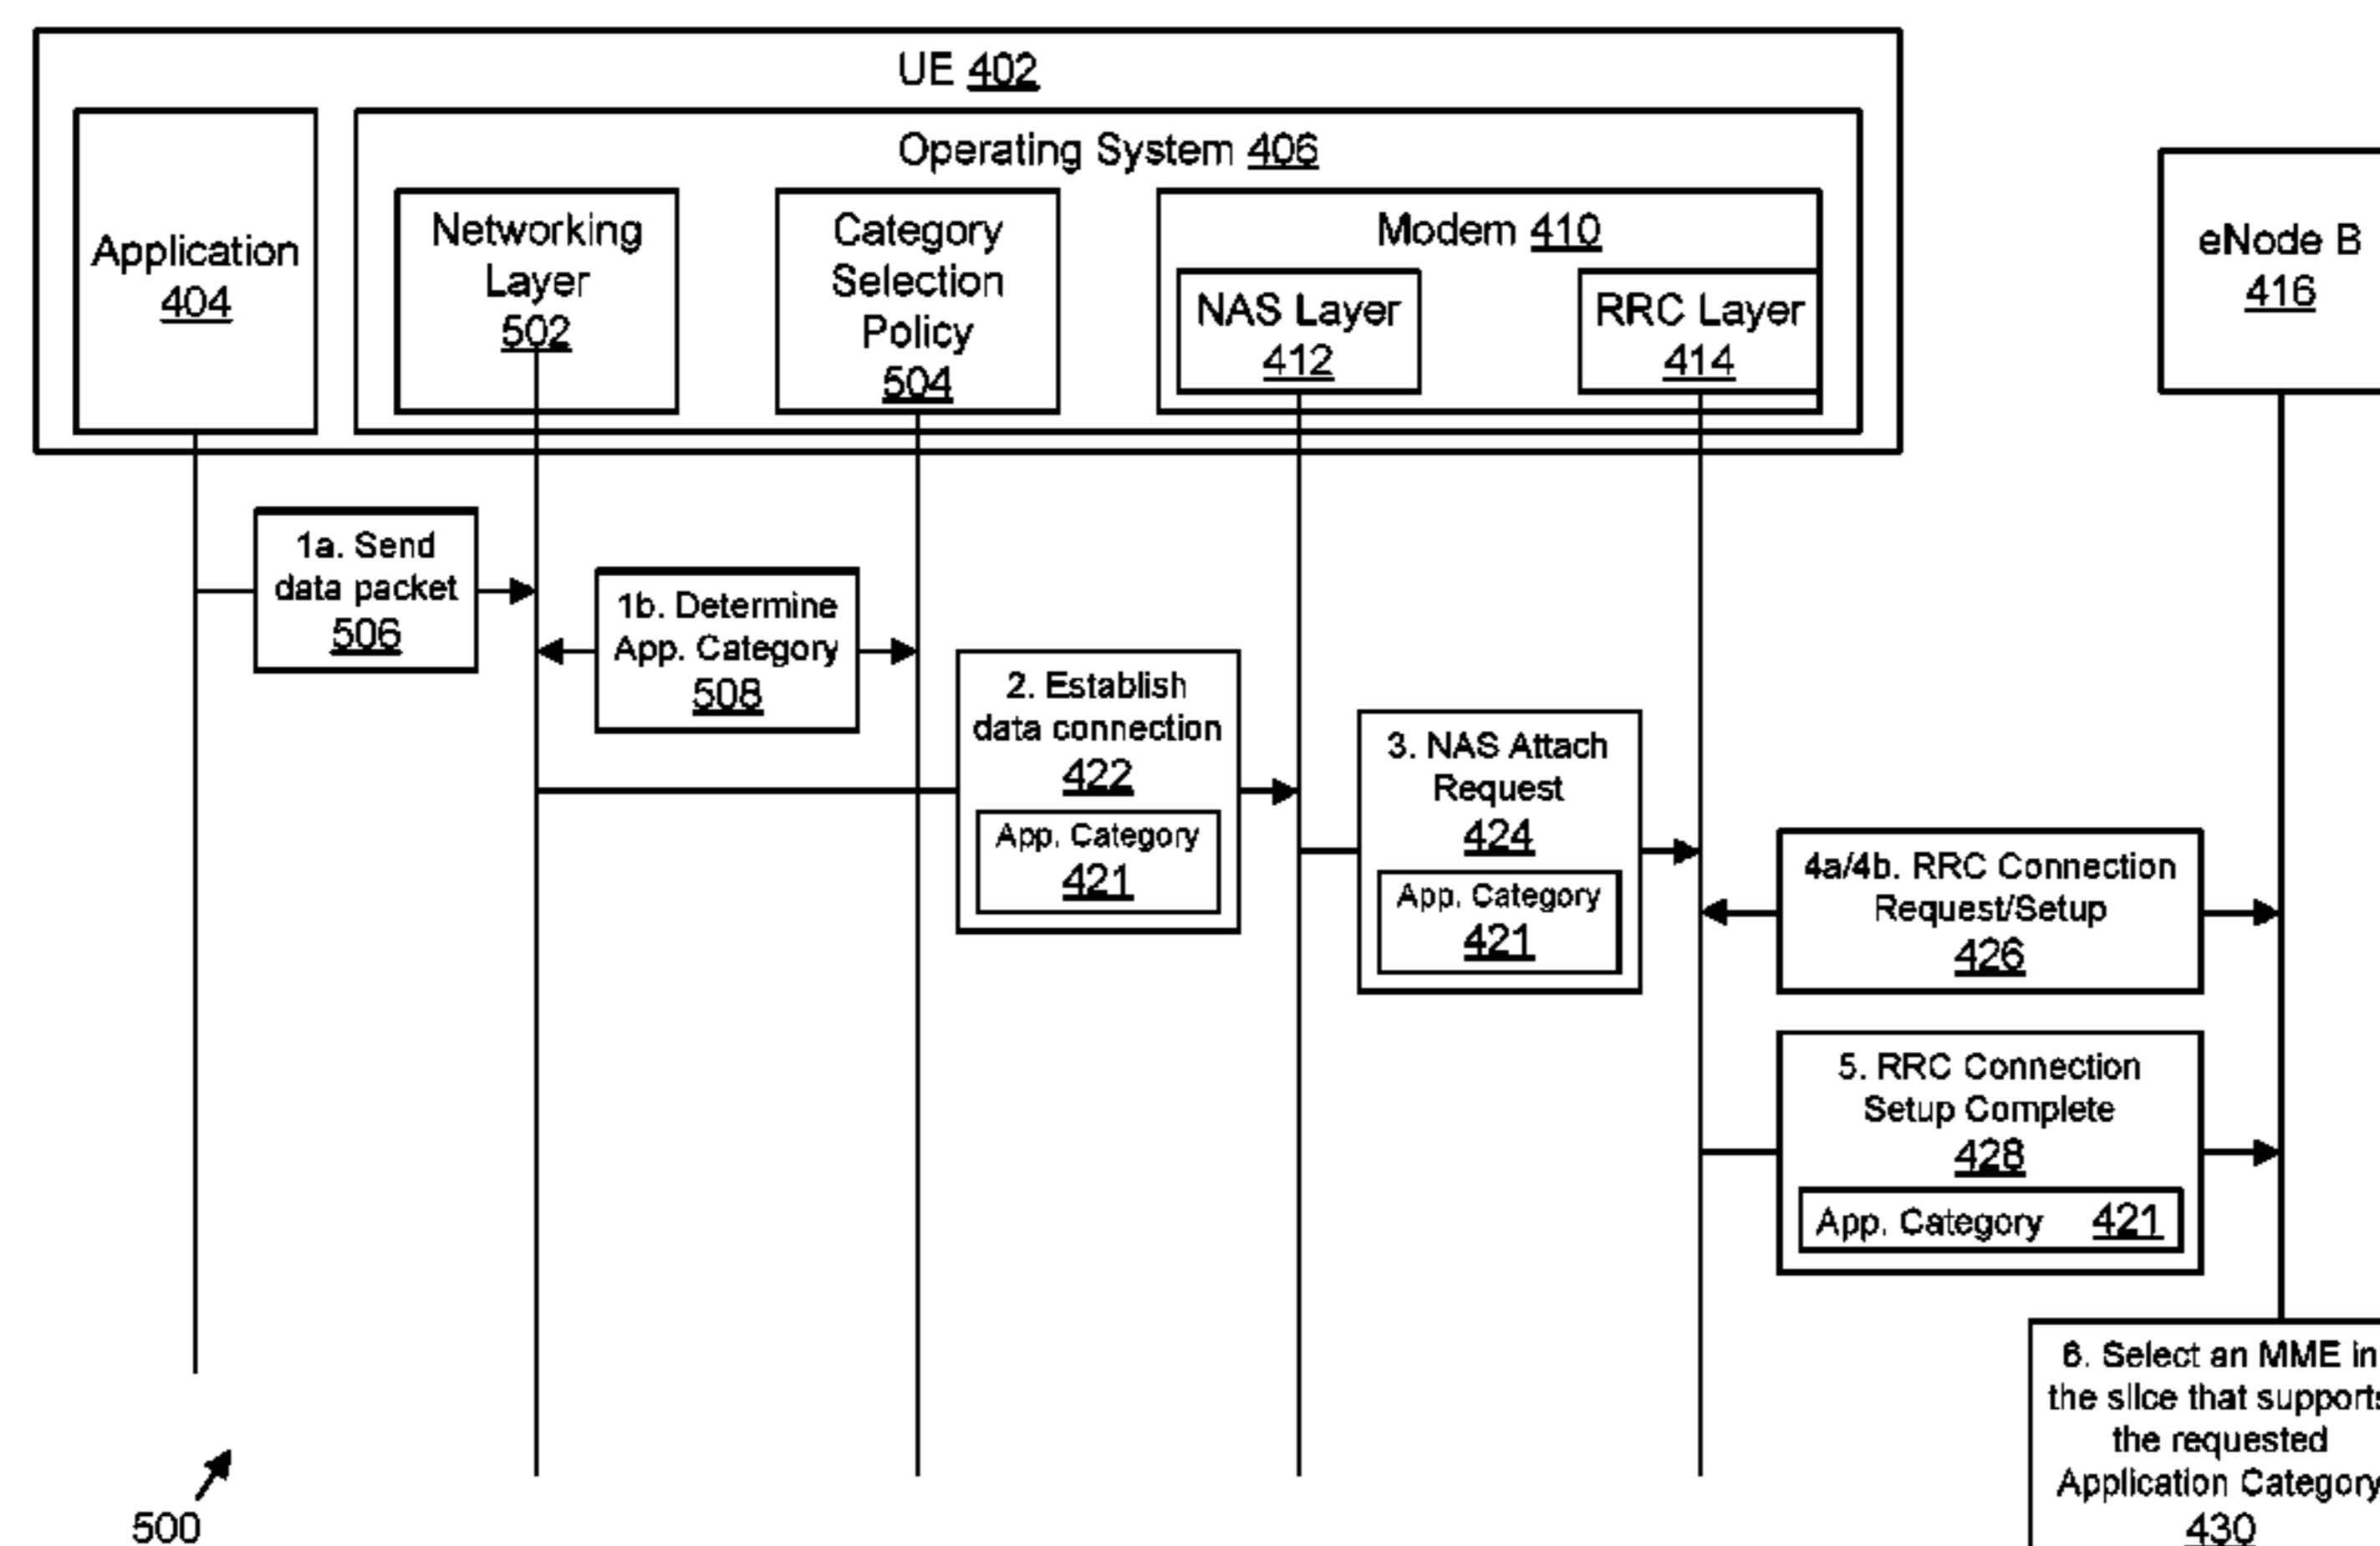 UE 402
Operating System 406
Application
404
Networking
Layer
502
Category
Selection
Policy
504
Modem 410
NAS Layer
412
RRC Layer
414
eNode B
416
1a. Send
data packet
506
1b. Determine
App. Category
508
2. Establish
data connection
422
App. Category
421
3. NAS Attach
Request
424
App. Category
421
4a/4b. RRC Connection
Request/Setup
426
5. RRC Connection
Setup Complete
428
App. Category 421
6. Select an MME in
the slice that supports
the requested
Application Category
430
500